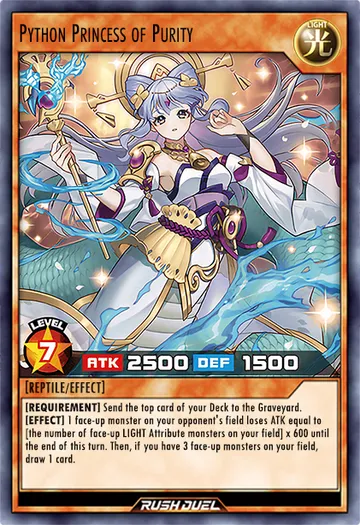 PYTHON PRINCESS OF PURITY
LIGHT
光
LEVEL
7
ATK 2500 DEF 1500
[REPTILE/EFFECT]
[REQUIREMENT] Send the top card of your Deck to the Graveyard.
[EFFECT] 1 face-up monster on your opponent's field loses ATK equal to
[the number of face-up LIGHT Attribute monsters on your field] x 600 until
the end of this turn. Then, if you have 3 face-up monsters on your field,
draw 1 card.
RUSH DUEL